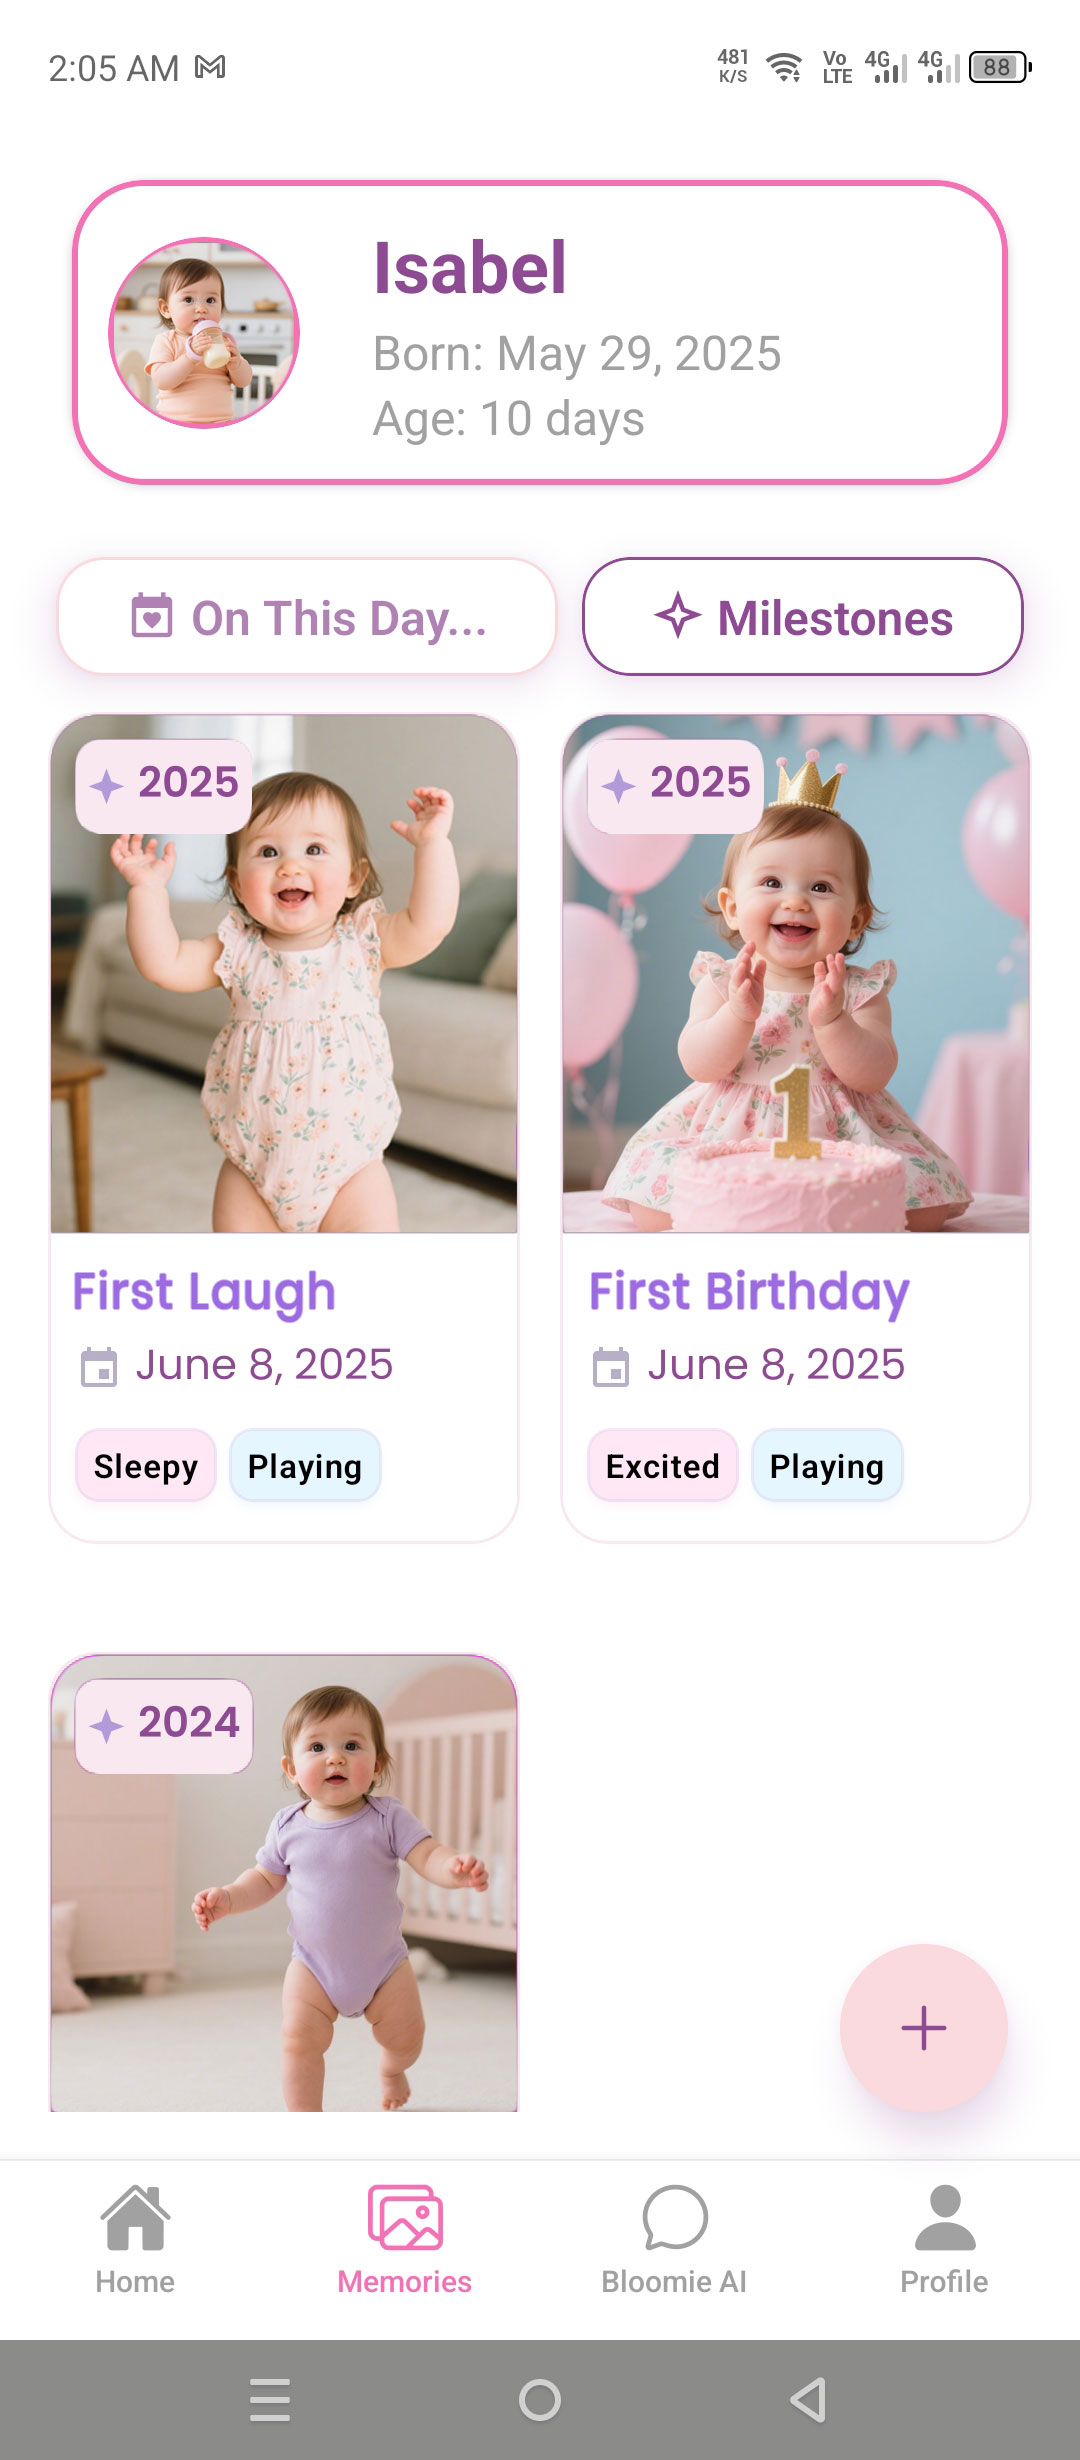 2:05 AM
481 K/S
Vo LTE
4G
4G
88
Isabel
Born: May 29, 2025
Age: 10 days
On This Day...
Milestones
2025
2025
1
First Laugh
First Birthday
June 8, 2025
June 8, 2025
Sleepy
Playing
Excited
Playing
2024
Home
Memories
Bloomie AI
Profile